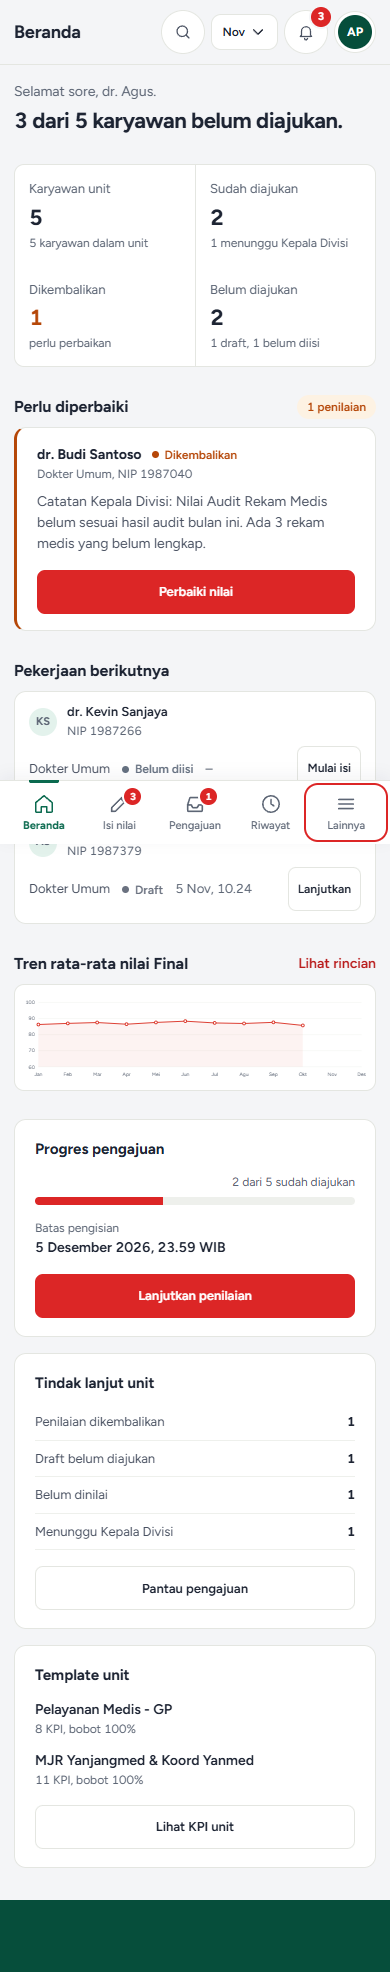 Beranda
Nov
3
AP
Selamat sore, dr. Agus.
3 dari 5 karyawan belum diajukan.
Karyawan unit
5
5 karyawan dalam unit
Sudah diajukan
2
1 menunggu Kepala Divisi
Dikembalikan
1
perlu perbaikan
Belum diajukan
2
1 draft, 1 belum diisi
Perlu diperbaiki
1 penilaian
dr. Budi Santoso
Dikembalikan
Dokter Umum, NIP 1987040
Catatan Kepala Divisi: Nilai Audit Rekam Medis
belum sesuai hasil audit bulan ini. Ada 3 rekam
medis yang belum lengkap.
Perbaiki nilai
Pekerjaan berikutnya
KS
dr. Kevin Sanjaya
NIP 1987266
Dokter Umum
Belum diisi
–
Mulai isi
Beranda
3
Isi nilai
1
Pengajuan
Riwayat
Lainnya
NIP 1987379
Dokter Umum
Draft
5 Nov, 10.24
Lanjutkan
Tren rata-rata nilai Final
Lihat rincian
100
90
80
70
60
Jan
Feb
Mar
Apr
Mei
Jun
Jul
Agu
Sep
Okt
Nov
Des
Progres pengajuan
2 dari 5 sudah diajukan
Batas pengisian
5 Desember 2026, 23.59 WIB
Lanjutkan penilaian
Tindak lanjut unit
Penilaian dikembalikan 1
Draft belum diajukan 1
Belum dinilai 1
Menunggu Kepala Divisi 1
Pantau pengajuan
Template unit
Pelayanan Medis - GP
8 KPI, bobot 100%
MJR Yanjangmed & Koord Yanmed
11 KPI, bobot 100%
Lihat KPI unit